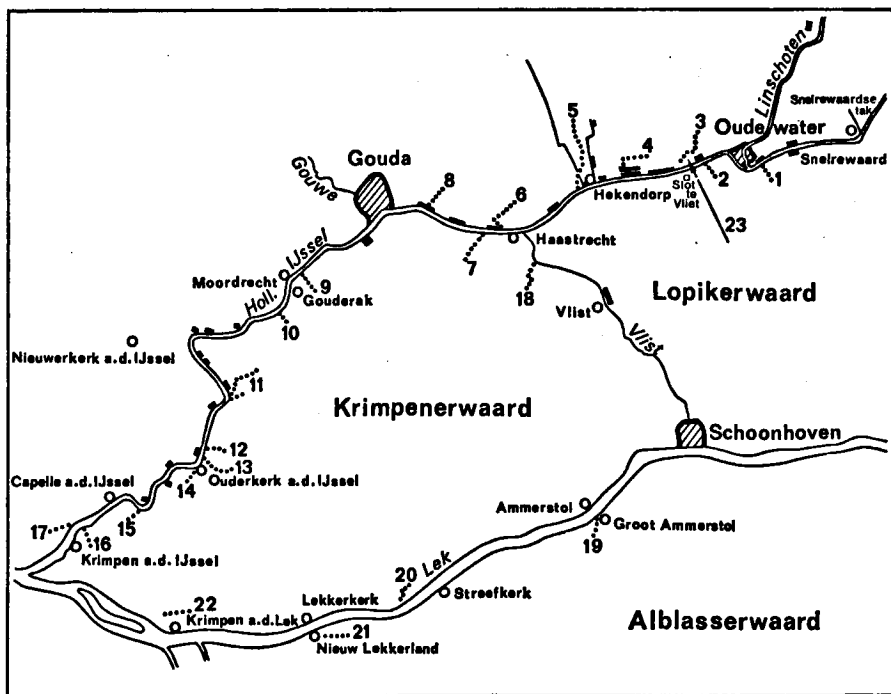 Linschoten
Snelrewaardse
tak
Oudewater
Snelrewaard
5
3
4
2
1
Gouda
Gouwe
8
6
Hekendorp
Slot
te
Vliet
23
Haastrecht
7
Moordrecht
Holl. IJssel
9
Gouderak
10
18
Vlist
Lopikerwaard
Nieuwerkerk a.d. IJssel
Vlist
11
Krimpenerwaard
Schoonhoven
12
13
Capelle a.d. IJssel
14
Ouderkerk a.d. IJssel
15
17
16
Krimpen a.d. IJssel
Ammerstol
Groot Ammerstol
19
20
Lek
Streefkerk
22
Lekkerkerk
Krimpen a.d. Lek
21
Nieuw Lekkerland
Alblasserwaard